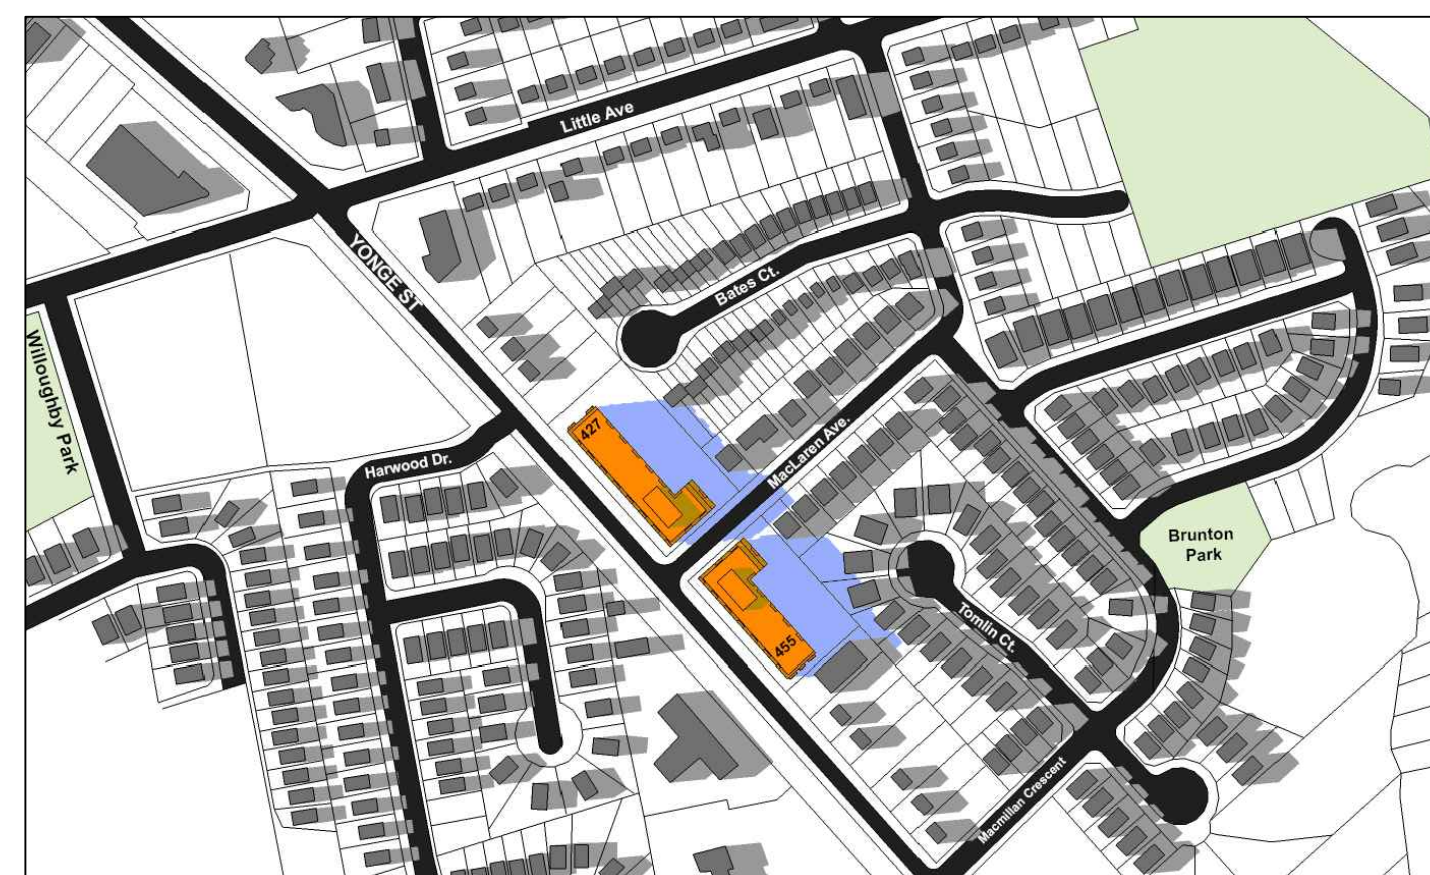 Little Ave
YONGE ST
Bates Ct.
Willoughby Park
427
MacLaren Ave.
Harwood Dr.
Brunton
Park
Tomlin Ct.
455
Macmillan Crescent